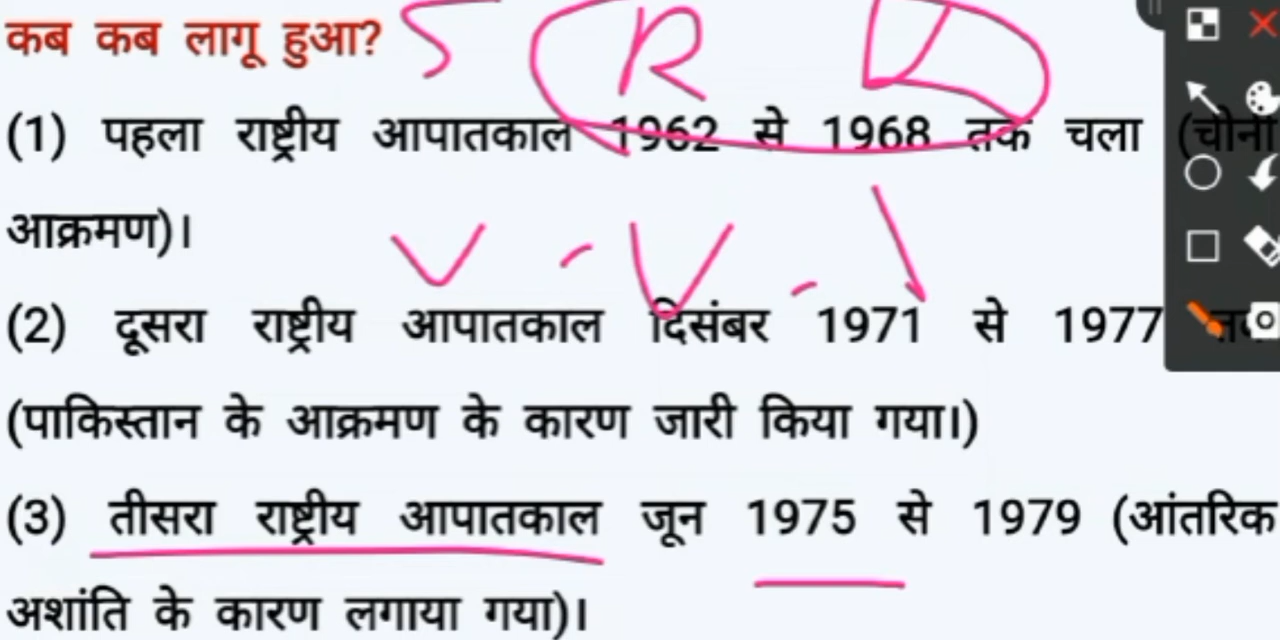 कब कब लागू हुआ? S R
(1) पहला राष्ट्रीय आपातकाल 1962 से 1968 तक चला (चीनी
आक्रमण)।
(2) दूसरा राष्ट्रीय आपातकाल दिसंबर 1971 से 1977 तक
(पाकिस्तान के आक्रमण के कारण जारी किया गया।)
(3) तीसरा राष्ट्रीय आपातकाल जून 1975 से 1979 (आंतरिक
अशांति के कारण लगाया गया)।